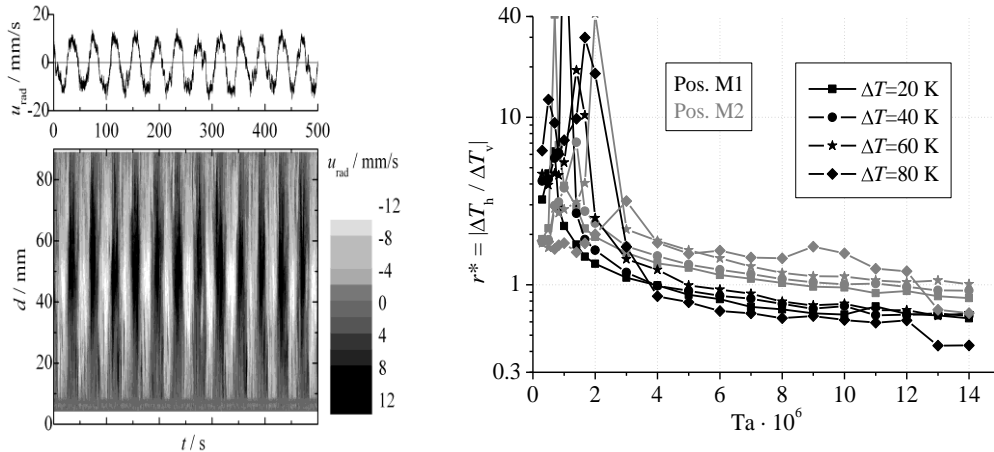 20
0
-20
u_rad / mm/s
0 100 200 300 400 500
u_rad / mm/s
80
60
40
20
0
d / mm
-12
-8
-4
0
4
8
12
t / s
40
10
1
0.3
r* = |ΔT_h / ΔT_v|
Pos. M1
Pos. M2
ΔT=20 K
ΔT=40 K
ΔT=60 K
ΔT=80 K
0 2 4 6 8 10 12 14
Ta · 10^6